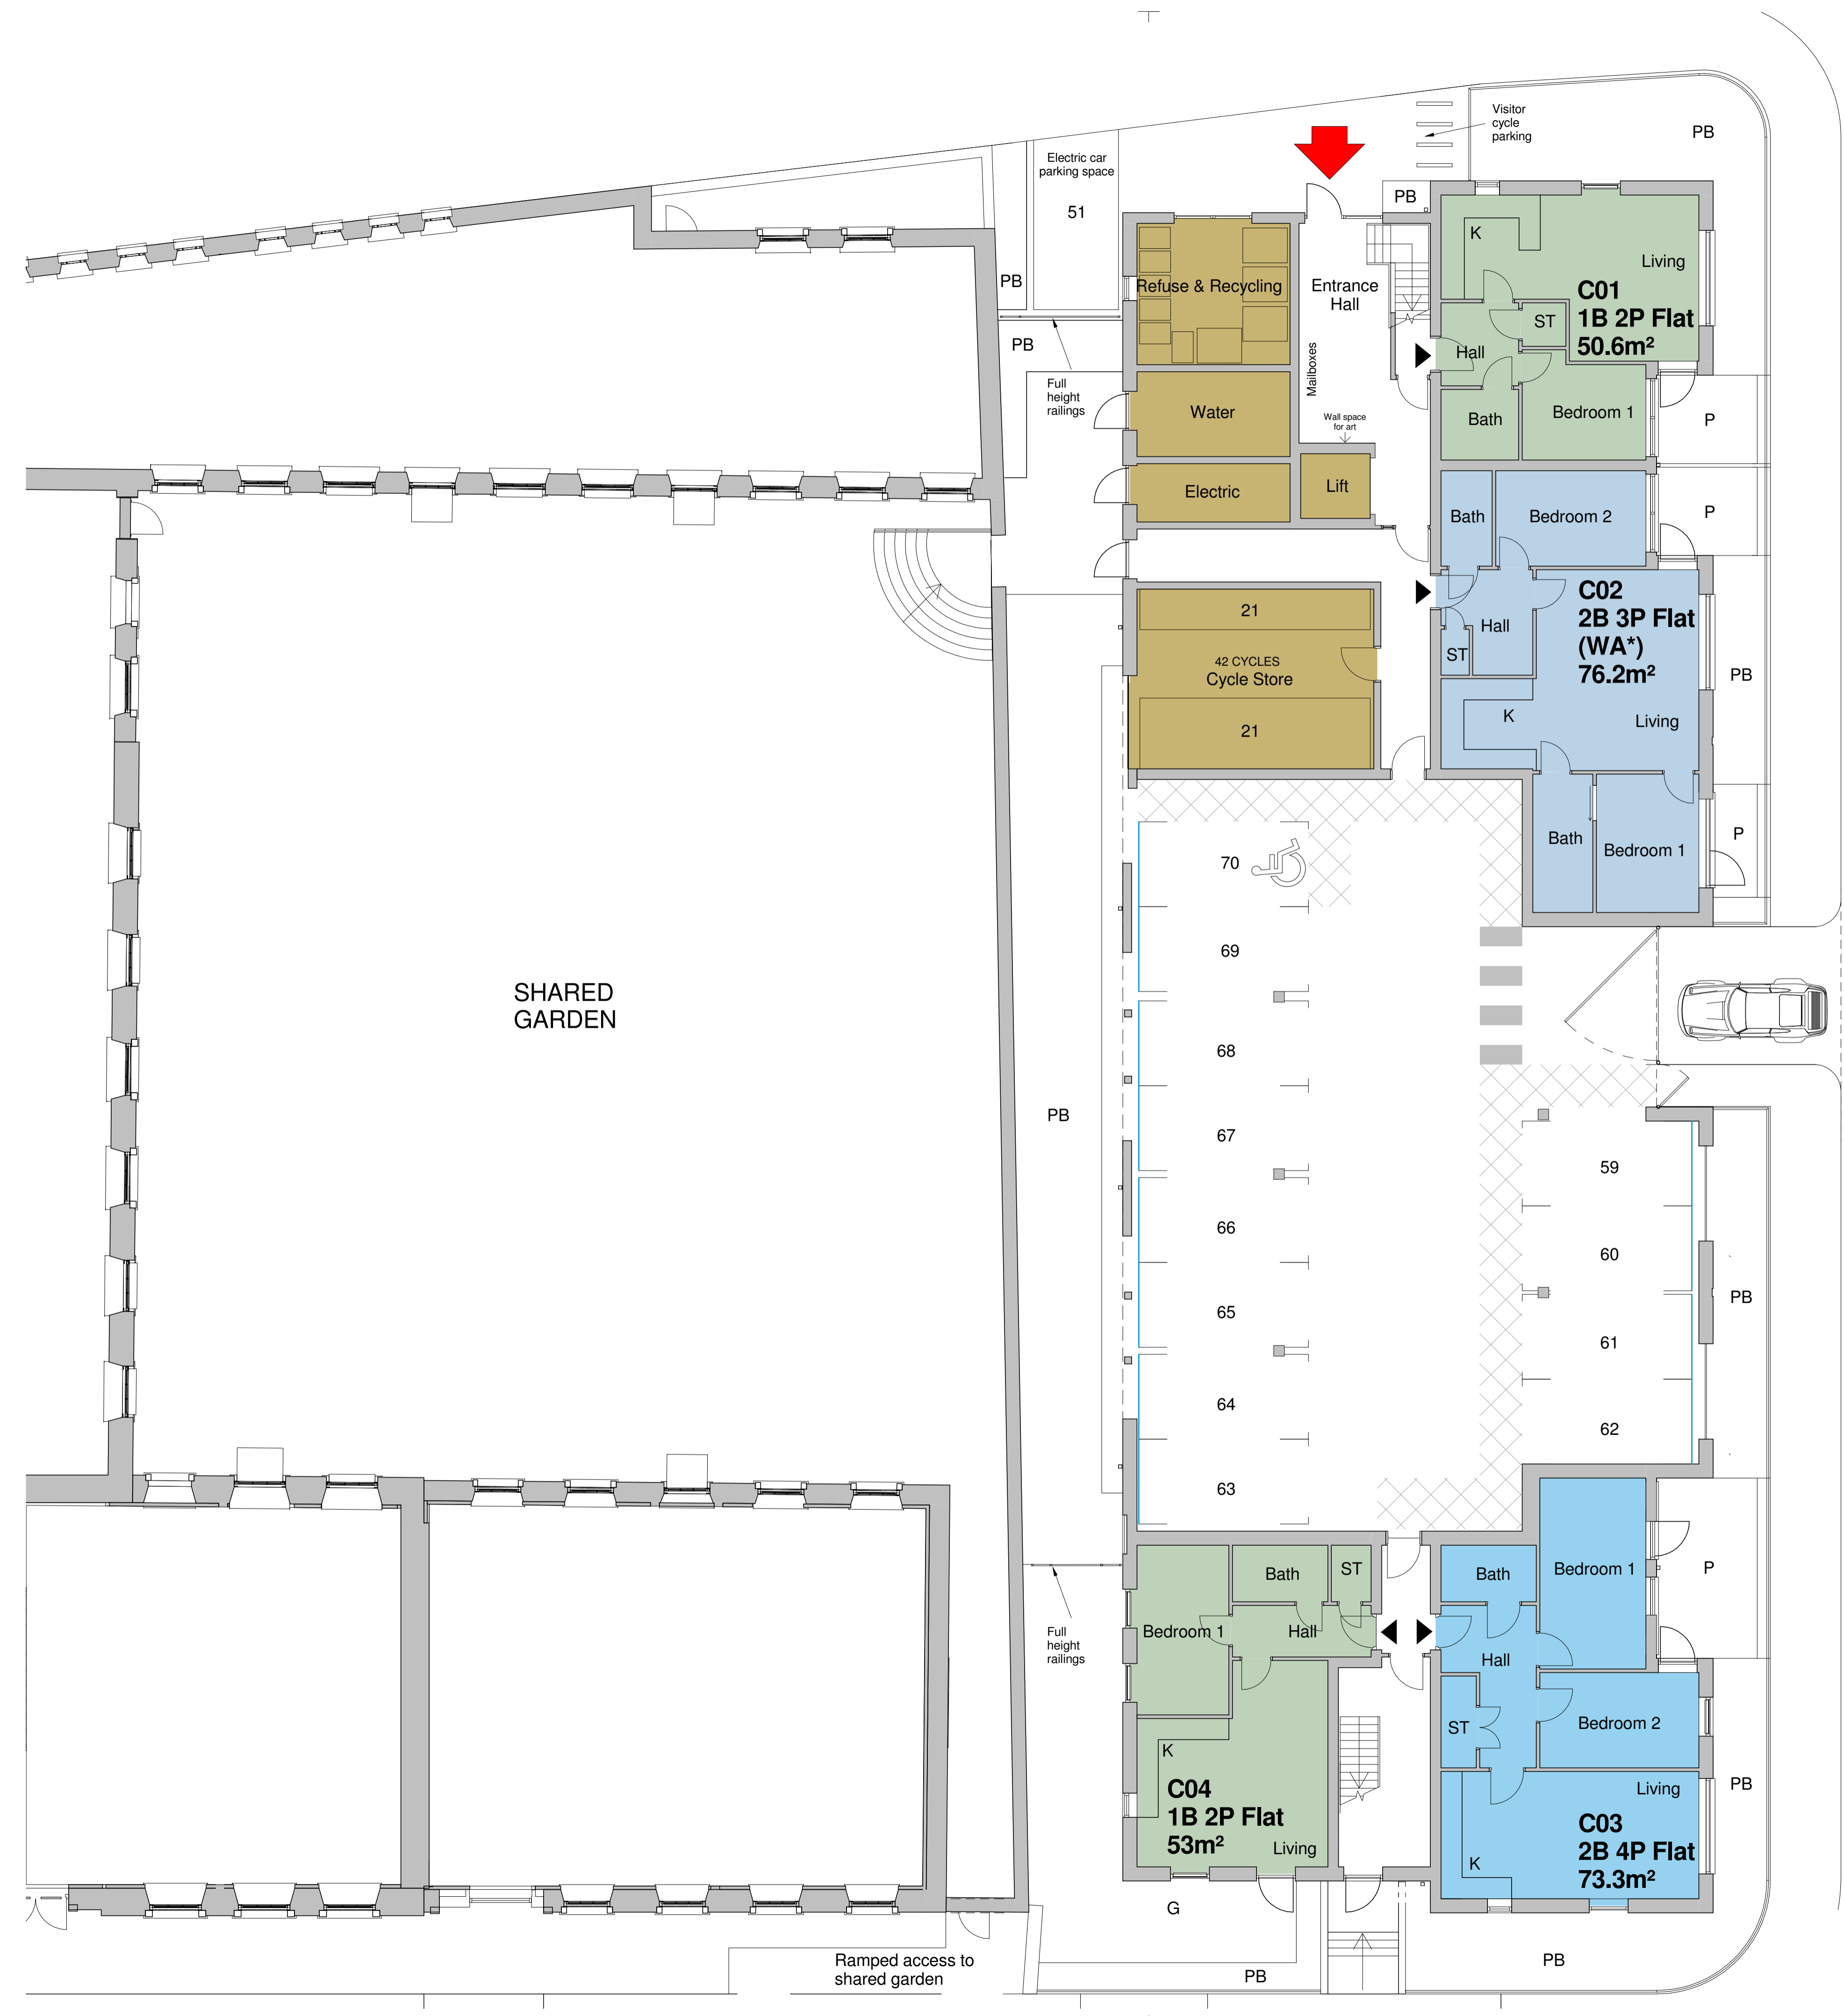 Visitor
cycle
parking
PB
Electric car
parking space
51
PB
K
Living
C01
1B 2P Flat
50.6m²
ST
Hall
Bath
Bedroom 1
P
PB
PB
Full
height
railings
Refuse & Recycling
Entrance
Hall
Mailboxes
Wall space
for art
Water
Electric
Lift
Bath
Bedroom 2
P
C02
2B 3P Flat
(WA*)
76.2m²
Hall
ST
K
Living
PB
Bath
Bedroom 1
P
21
42 CYCLES
Cycle Store
21
SHARED
GARDEN
PB
70
69
68
67
66
65
64
63
59
60
61
62
PB
Full
height
railings
Bath
ST
Bedroom 1
Hall
K
C04
1B 2P Flat
53m²
Living
G
PB
Bath
Bedroom 1
P
Hall
ST
Bedroom 2
Living
PB
C03
2B 4P Flat
73.3m²
K
PB
Ramped access to
shared garden